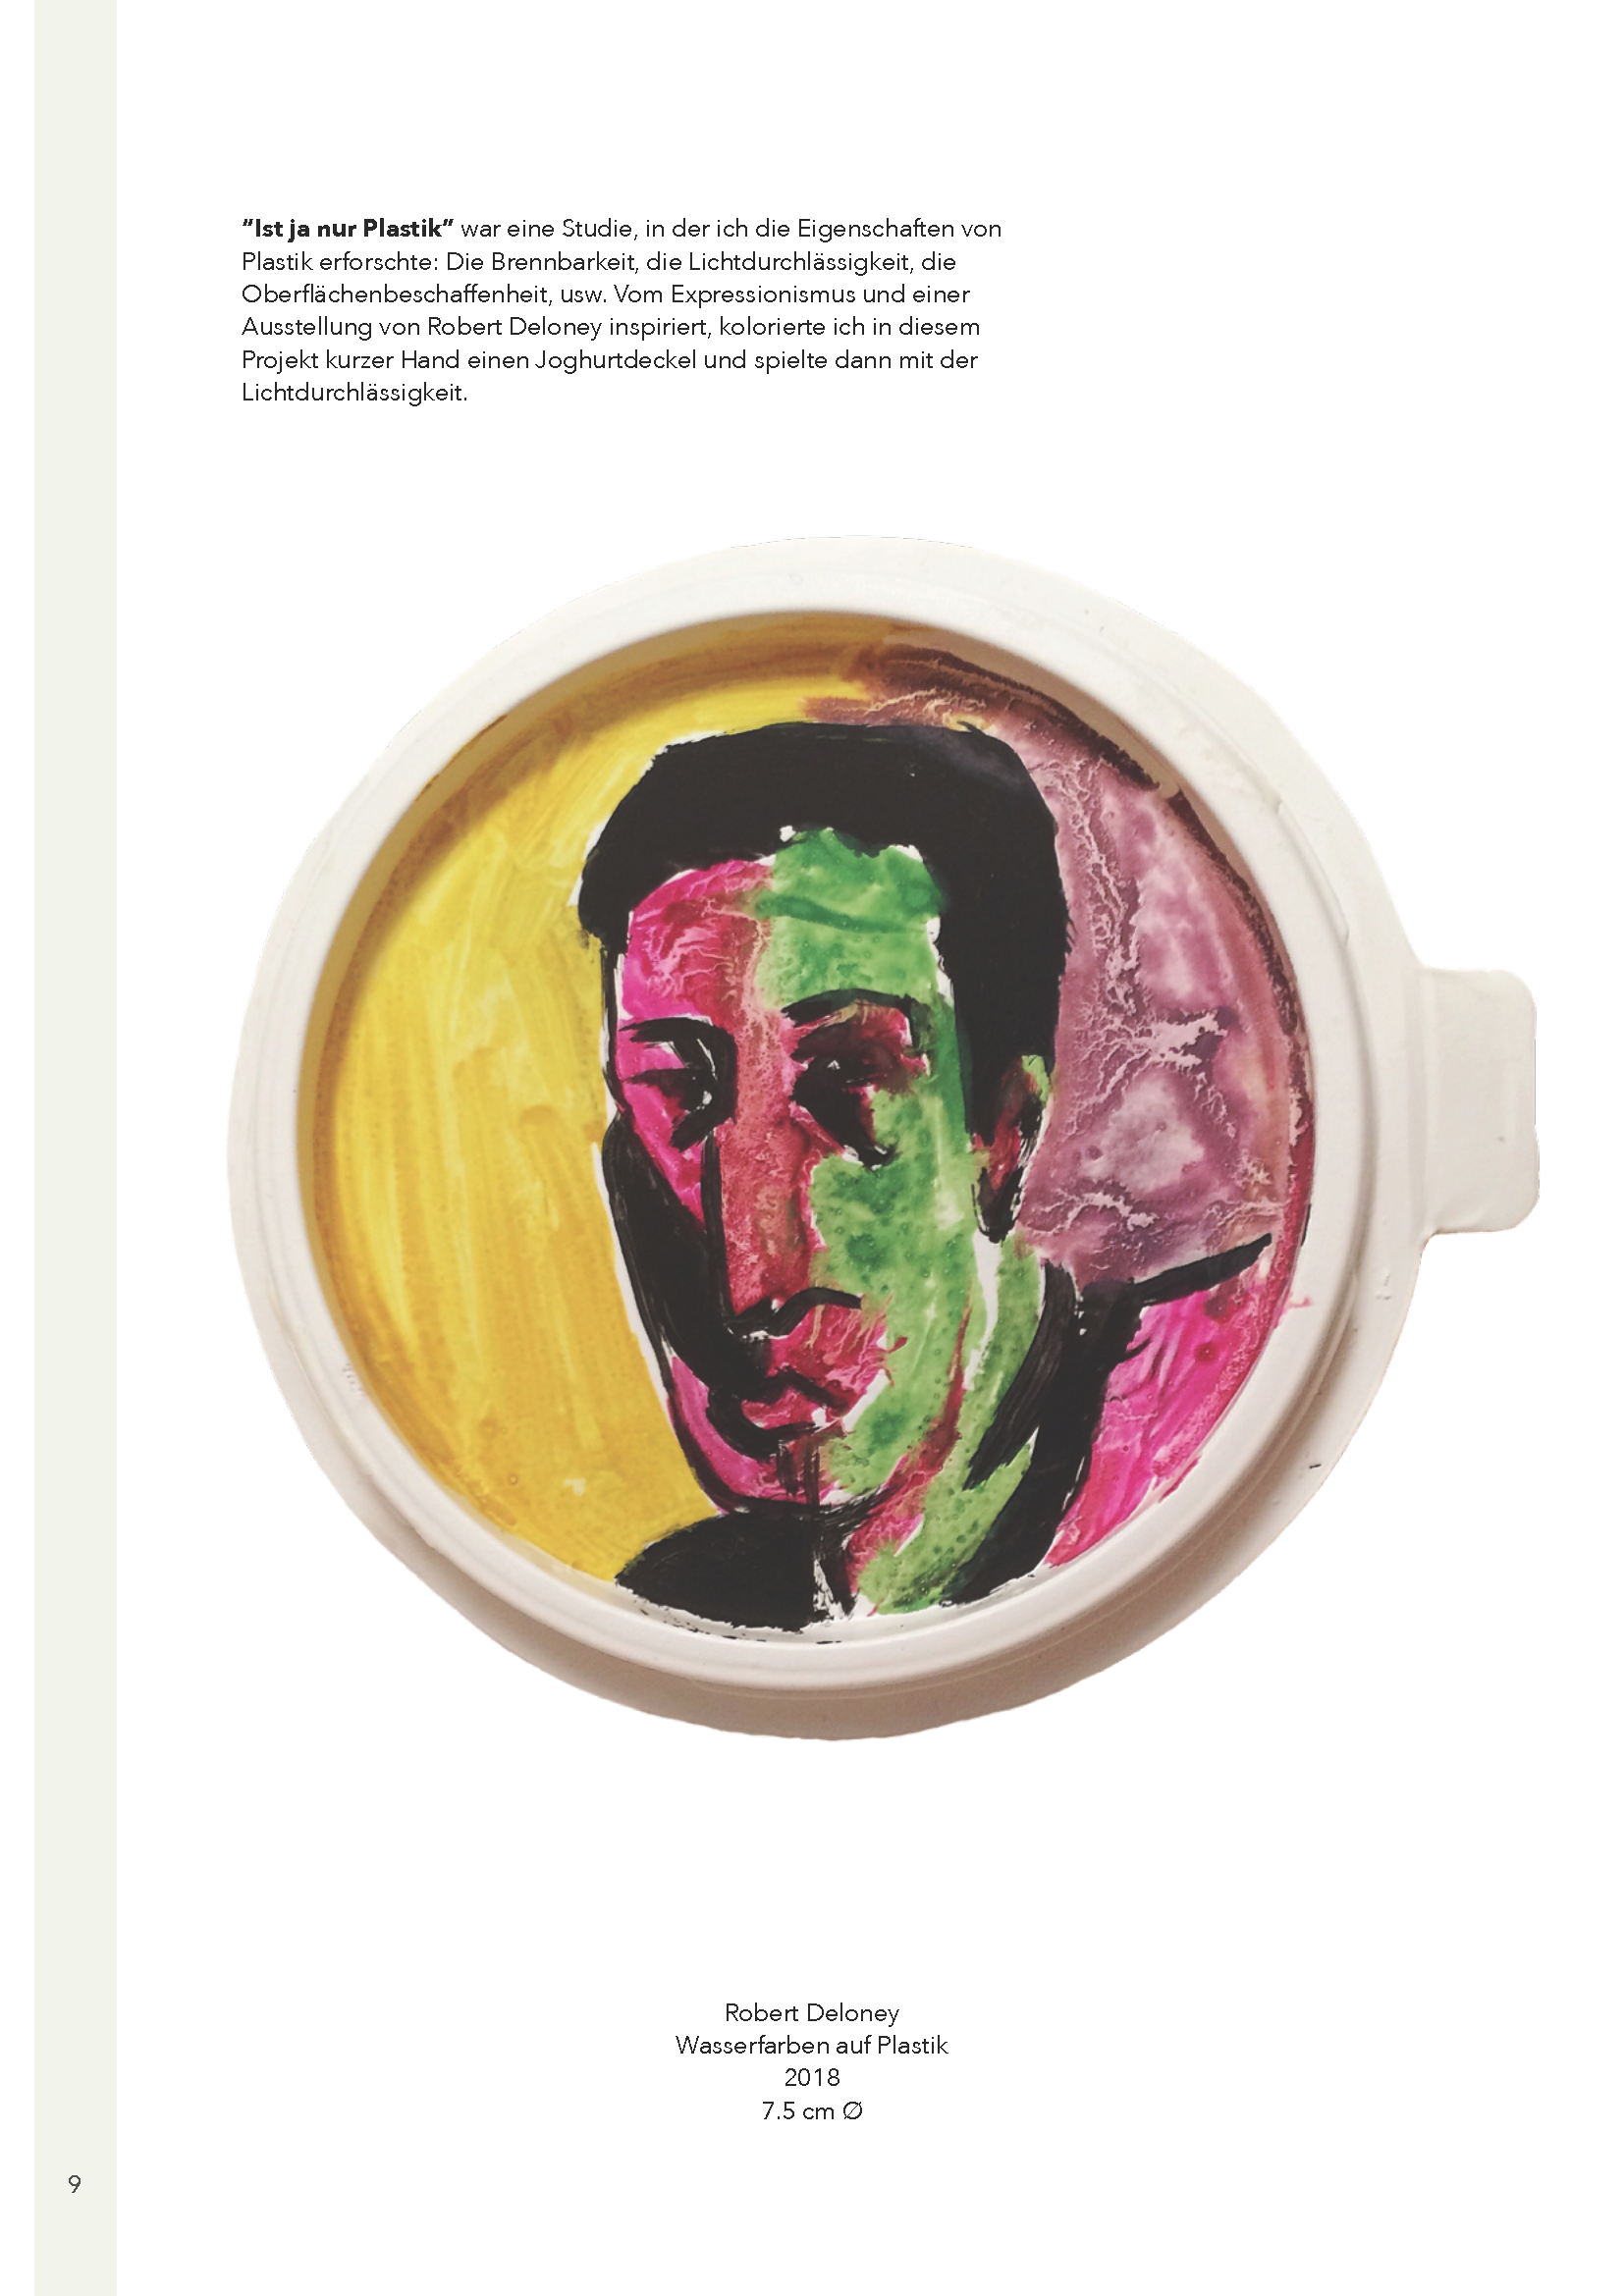 “Ist ja nur Plastik” war eine Studie, in der ich die Eigenschaften von
Plastik erforschte: Die Brennbarkeit, die Lichtdurchlässigkeit, die
Oberflächenbeschaffenheit, usw. Vom Expressionismus und einer
Ausstellung von Robert Deloney inspiriert, kolorierte ich in diesem
Projekt kurzer Hand einen Joghurtdeckel und spielte dann mit der
Lichtdurchlässigkeit.
Robert Deloney
Wasserfarben auf Plastik
2018
7.5 cm Ø
9